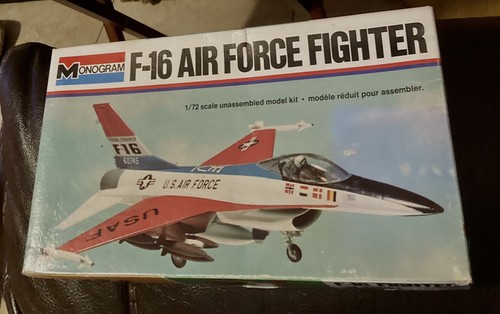 MONOGRAM
F-16 AIR FORCE FIGHTER
1/72 scale unassembled model kit • modèle réduit pour assembler.
F16
50745
U.S. AIR FORCE
USAF